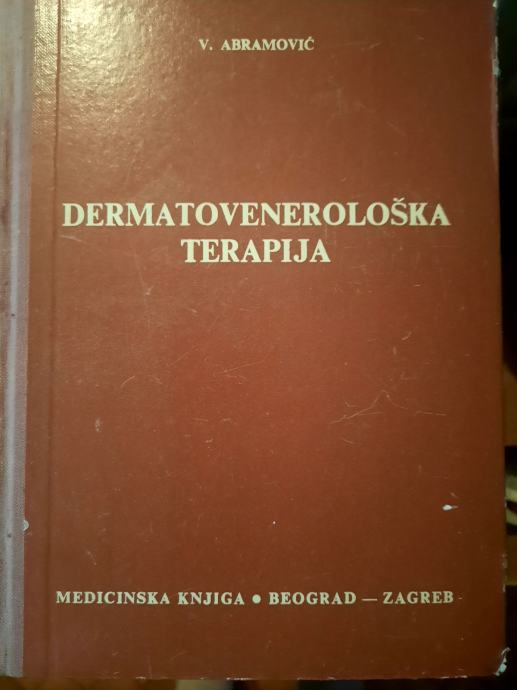 V. ABRAMOVIĆ
DERMATOVENEROLOŠKA
TERAPIJA
MEDICINSKA KNJIGA • BEOGRAD — ZAGREB